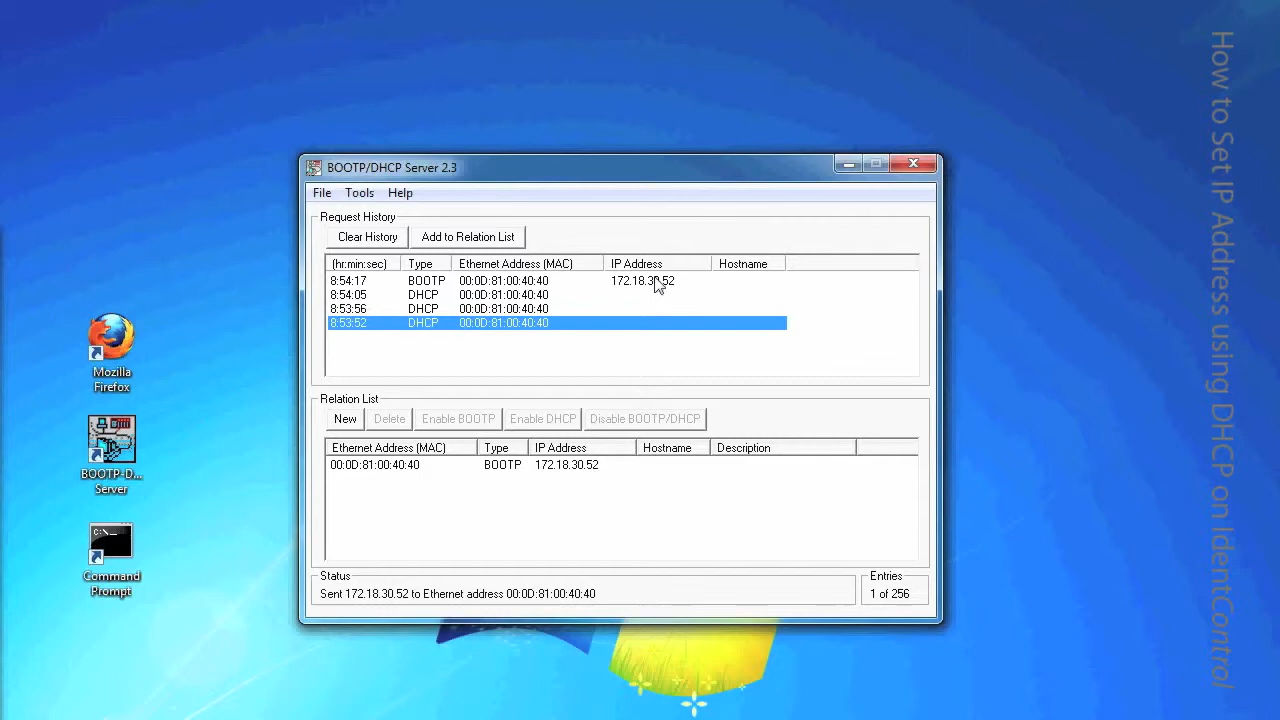 BOOTP/DHCP Server 2.3
File Tools Help
Request History
Clear History Add to Relation List
(hr:min:sec) Type Ethernet Address (MAC) IP Address Hostname
8:54:17 BOOTP 00:0D:81:00:40:40 172.18.30.52
8:54:05 DHCP 00:0D:81:00:40:40
8:53:56 DHCP 00:0D:81:00:40:40
8:53:52 DHCP 00:0D:81:00:40:40
Relation List
New Delete Enable BOOTP Enable DHCP Disable BOOTP/DHCP
Ethernet Address (MAC) Type IP Address Hostname Description
00:0D:81:00:40:40 BOOTP 172.18.30.52
Status
Sent 172.18.30.52 to Ethernet address 00:0D:81:00:40:40
Entries
1 of 256
Mozilla
Firefox
BOOTP-D...
Server
C:\_
Command
Prompt
How to Set IP Address using DHCP on IdentControl